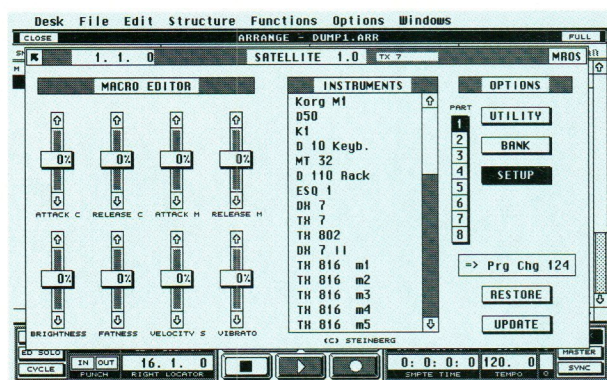 Desk File Edit Structure Functions Options Windows
CLOSE ARRANGE - DUMP1.ARR FULL
1. 1. 0 SATELLITE 1.0 TX 7 MROS
M
MACRO EDITOR INSTRUMENTS OPTIONS
Korg M1
D50
K1
D 10 Keyb.
MT 32
D 110 Rack
ESQ 1
DX 7
TX 7
TX 802
DX 7 II
TX 816 m1
TX 816 m2
TX 816 m3
TX 816 m4
TX 816 m5
PART
1
2
3
4
5
6
7
8
UTILITY
BANK
SETUP
0% 0% 0% 0%
ATTACK C RELEASE C ATTACK M RELEASE M
0% 0% 0% 0%
BRIGHTNESS FATNESS VELOCITY S VIBRATO
=> Prg Chg 124
RESTORE
UPDATE
(C) STEINBERG
ED SOLO
CYCLE
IN OUT
PUNCH
16. 1. 0
RIGHT LOCATOR
0: 0: 0: 0
SMPTE TIME
120. 0
TEMPO
MASTER
SYNC